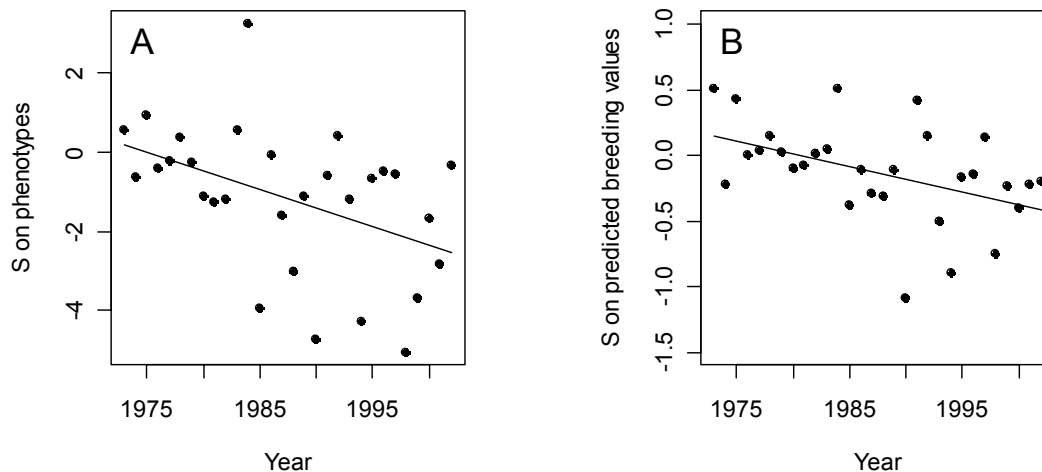 A
S on phenotypes
2
0
-2
-4
1975 1985 1995
Year
B
S on predicted breeding values
1.0
0.5
0.0
-0.5
-1.0
-1.5
1975 1985 1995
Year